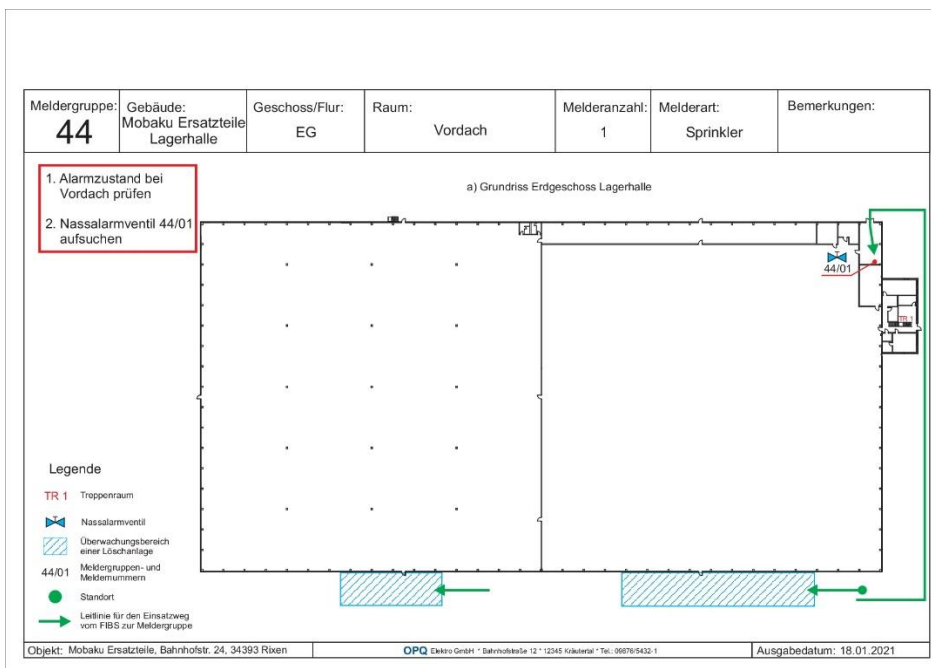 Meldergruppe:
44
Gebäude:
Mobaku Ersatzteile
Lagerhalle
Geschoss/Flur:
EG
Raum:
Vordach
Melderanzahl:
1
Melderart:
Sprinkler
Bemerkungen:
1. Alarmzustand bei
Vordach prüfen
2. Nassalarmventil 44/01
aufsuchen
a) Grundriss Erdgeschoss Lagerhalle
44/01
TR 1
Legende
TR 1 Treppenraum
Nassalarmventil
Überwachungsbereich
einer Löschanlage
44/01 Meldergruppen- und
Meldernummern
Standort
Leitlinie für den Einsatzweg
vom FIBS zur Meldergruppe
Objekt: Mobaku Ersatzteile, Bahnhofstr. 24, 34393 Rixen
OPQ Elektro GmbH * Bahnhofstraße 12 * 12345 Kräutertal * Tel.: 09876/5432-1
Ausgabedatum: 18.01.2021